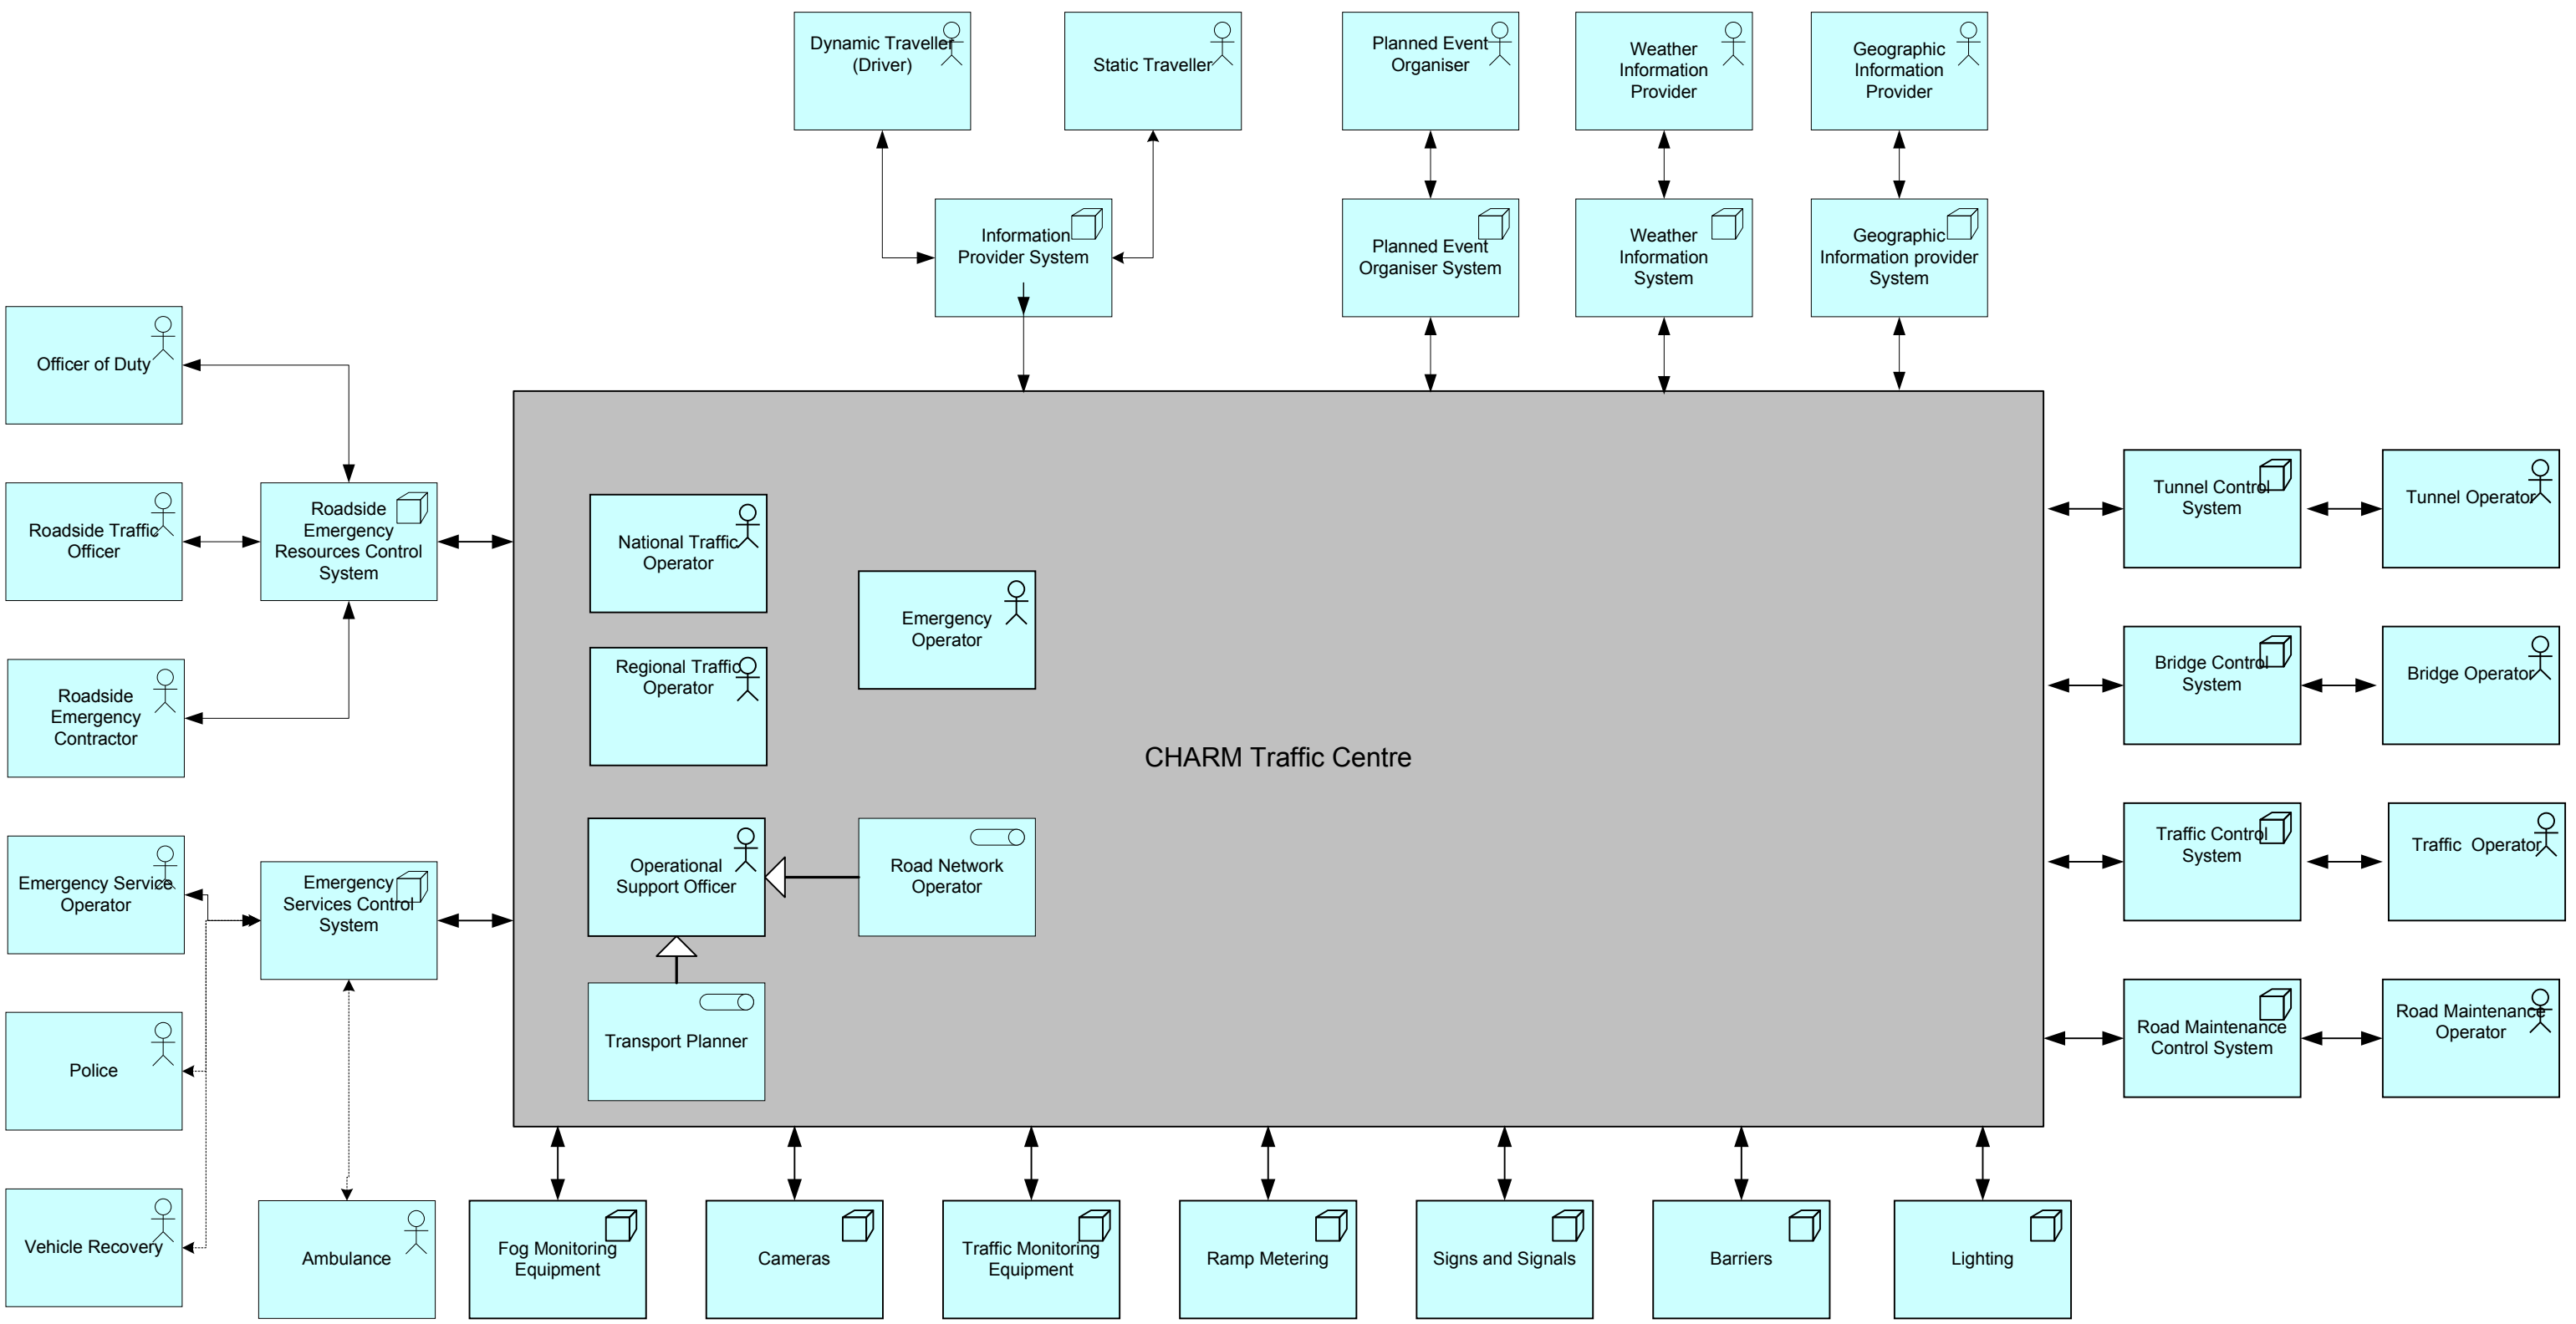 Dynamic Traveller
(Driver)
Static Traveller
Planned Event
Organiser
Weather
Information
Provider
Geographic
Information
Provider
Information
Provider System
Planned Event
Organiser System
Weather
Information
System
Geographic
Information provider
System
Officer of Duty
Roadside Traffic
Officer
Roadside
Emergency
Resources Control
System
Roadside
Emergency
Contractor
Emergency Service
Operator
Emergency
Services Control
System
Police
Vehicle Recovery
Ambulance
National Traffic
Operator
Emergency
Operator
Regional Traffic
Operator
CHARM Traffic Centre
Operational
Support Officer
Road Network
Operator
Transport Planner
Tunnel Control
System
Tunnel Operator
Bridge Control
System
Bridge Operator
Traffic Control
System
Traffic  Operator
Road Maintenance
Control System
Road Maintenance
Operator
Fog Monitoring
Equipment
Cameras
Traffic Monitoring
Equipment
Ramp Metering
Signs and Signals
Barriers
Lighting